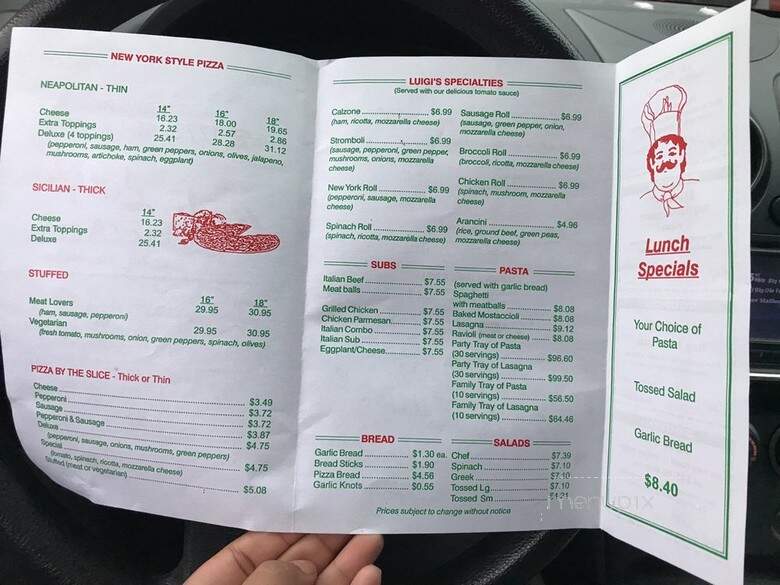 NEW YORK STYLE PIZZA
NEAPOLITAN - THIN
14" 16" 18"
Cheese 16.23 18.00 19.65
Extra Toppings 2.32 2.57 2.86
Deluxe (4 toppings) 25.41 28.28 31.12
(pepperoni, sausage, ham, green peppers, onions, olives, jalapeno,
mushrooms, artichoke, spinach, eggplant)
SICILIAN - THICK
14"
Cheese 16.23
Extra Toppings 2.32
Deluxe 25.41
STUFFED
16" 18"
Meat Lovers 29.95 30.95
(ham, sausage, pepperoni)
Vegetarian 29.95 30.95
(fresh tomato, mushrooms, onion, green peppers, spinach, olives)
PIZZA BY THE SLICE - Thick or Thin
Cheese $3.49
Pepperoni $3.72
Sausage $3.72
Pepperoni & Sausage $3.87
Deluxe $4.75
(pepperoni, sausage, onions, mushrooms, green peppers)
Special $4.75
(tomato, spinach, ricotta, mozzarella cheese)
Stuffed (meat or vegetarian) $5.08
LUIGI'S SPECIALTIES
(Served with our delicious tomato sauce)
Calzone $6.99
(ham, ricotta, mozzarella cheese)
Stromboli $6.99
(sausage, pepperoni, green pepper,
mushrooms, onions, mozzarella
cheese)
New York Roll $6.99
(pepperoni, sausage, mozzarella
cheese)
Spinach Roll $6.99
(spinach, ricotta, mozzarella cheese)
Sausage Roll $6.99
(sausage, green pepper, onion,
mozzarella cheese)
Broccoli Roll $6.99
(broccoli, ricotta, mozzarella cheese)
Chicken Roll $6.99
(spinach, mushroom, mozzarella
cheese)
Arancini $4.96
(rice, ground beef, green peas,
mozzarella cheese)
SUBS
Italian Beef $7.55
Meat balls $7.55
Grilled Chicken $7.55
Chicken Parmesan $7.55
Italian Combo $7.55
Italian Sub $7.55
Eggplant/Cheese $7.55
PASTA
(served with garlic bread)
Spaghetti
with meatballs $8.08
Baked Mostaccioli $8.08
Lasagna $9.12
Ravioli (meat or cheese) $8.08
Party Tray of Pasta
(30 servings) $96.60
Party Tray of Lasagna
(30 servings) $99.50
Family Tray of Pasta
(10 servings) $56.50
Family Tray of Lasagna
(10 servings) $64.46
BREAD
Garlic Bread $1.30 ea.
Bread Sticks $1.90
Pizza Bread $4.56
Garlic Knots $0.55
SALADS
Chef $7.39
Spinach $7.10
Greek $7.10
Tossed Lg $7.10
Tossed Sm
Prices subject to change without notice
Lunch
Specials
Your Choice of
Pasta
Tossed Salad
Garlic Bread
$8.40
menupix